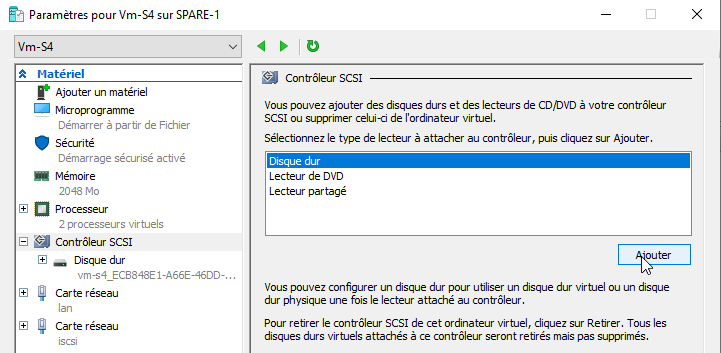 Paramètres pour Vm-S4 sur SPARE-1
Vm-S4
Matériel
Ajouter un matériel
Microprogramme
Démarrer à partir de Fichier
Sécurité
Démarrage sécurisé activé
Mémoire
2048 Mo
Processeur
2 processeurs virtuels
Contrôleur SCSI
Disque dur
vm-s4_ECB848E1-A66E-46DD-...
Carte réseau
lan
Carte réseau
iscsi
Contrôleur SCSI
Vous pouvez ajouter des disques durs et des lecteurs de CD/DVD à votre contrôleur
SCSI ou supprimer celui-ci de l'ordinateur virtuel.
Sélectionnez le type de lecteur à attacher au contrôleur, puis cliquez sur Ajouter.
Disque dur
Lecteur de DVD
Lecteur partagé
Ajouter
Vous pouvez configurer un disque dur pour utiliser un disque dur virtuel ou un disque
dur physique une fois le lecteur attaché au contrôleur.
Pour retirer le contrôleur SCSI de cet ordinateur virtuel, cliquez sur Retirer. Tous les
disques durs virtuels attachés à ce contrôleur seront retirés mais pas supprimés.